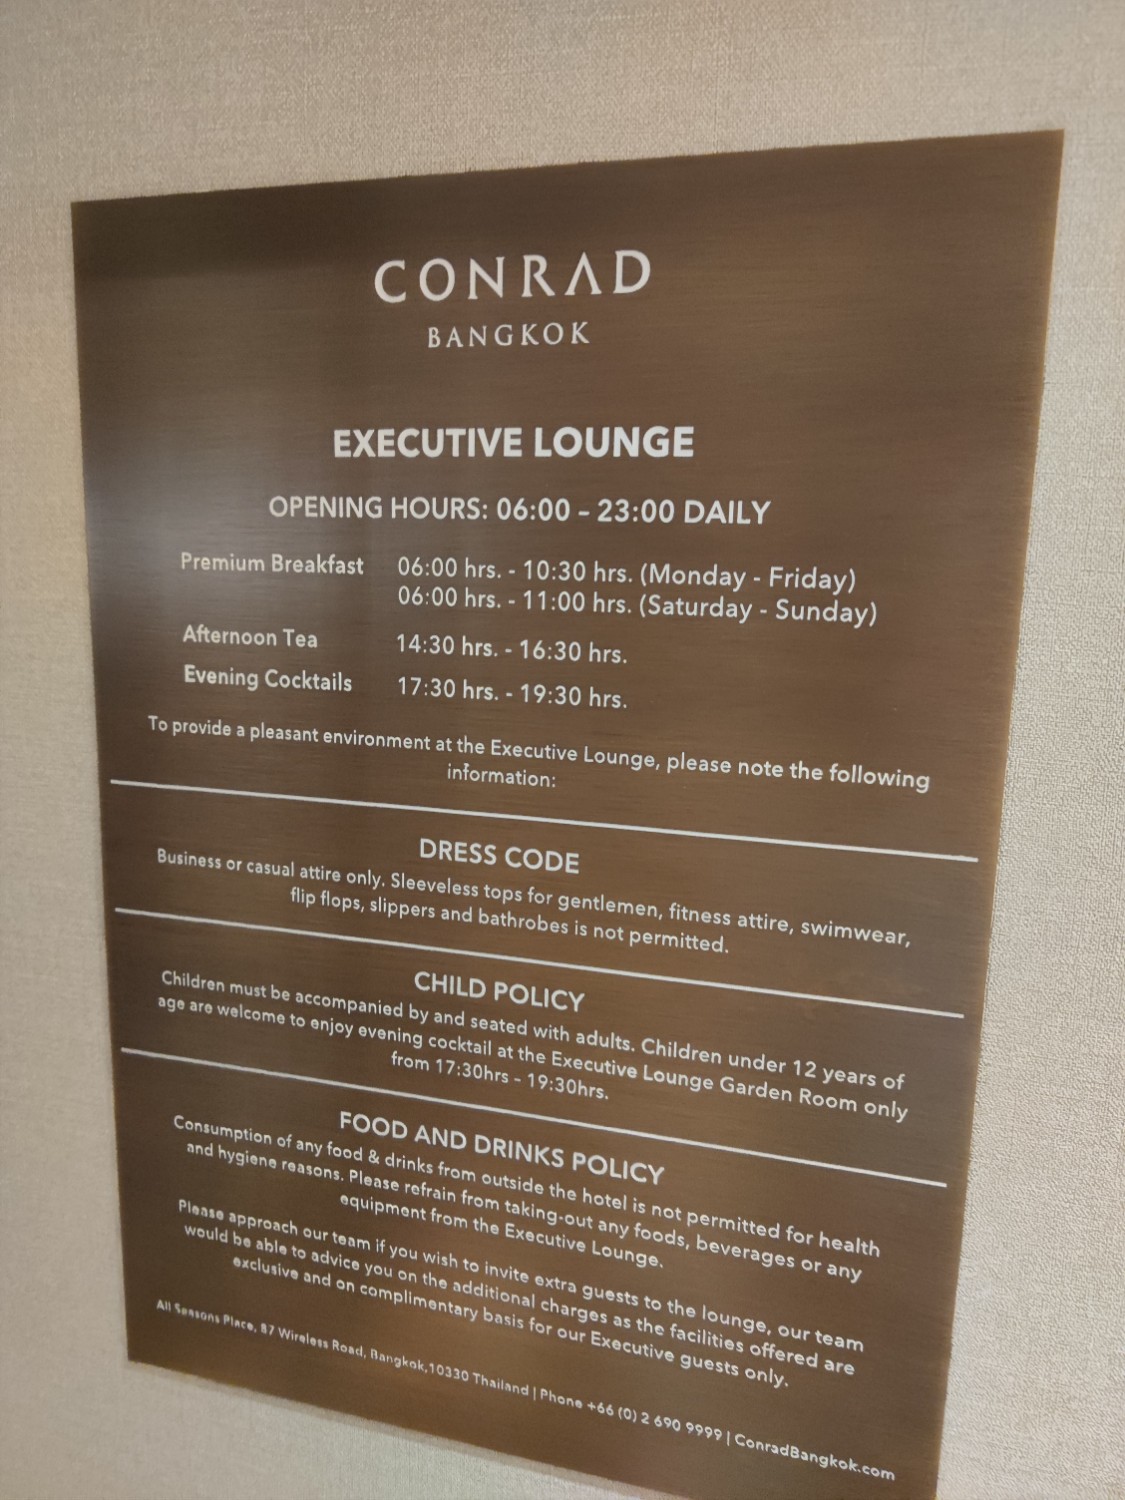 CONRAD
BANGKOK
EXECUTIVE LOUNGE
OPENING HOURS: 06:00 – 23:00 DAILY
Premium Breakfast 06:00 hrs. - 10:30 hrs. (Monday - Friday)
06:00 hrs. - 11:00 hrs. (Saturday - Sunday)
Afternoon Tea 14:30 hrs. - 16:30 hrs.
Evening Cocktails 17:30 hrs. - 19:30 hrs.
To provide a pleasant environment at the Executive Lounge, please note the following
information:
DRESS CODE
Business or casual attire only. Sleeveless tops for gentlemen, fitness attire, swimwear,
flip flops, slippers and bathrobes is not permitted.
CHILD POLICY
Children must be accompanied by and seated with adults. Children under 12 years of
age are welcome to enjoy evening cocktail at the Executive Lounge Garden Room only
from 17:30hrs – 19:30hrs.
FOOD AND DRINKS POLICY
Consumption of any food & drinks from outside the hotel is not permitted for health
and hygiene reasons. Please refrain from taking-out any foods, beverages or any
equipment from the Executive Lounge.
Please approach our team if you wish to invite extra guests to the lounge, our team
would be able to advice you on the additional charges as the facilities offered are
exclusive and on complimentary basis for our Executive guests only.
All Seasons Place, 87 Wireless Road, Bangkok,10330 Thailand | Phone +66 (0) 2 690 9999 | ConradBangkok.com